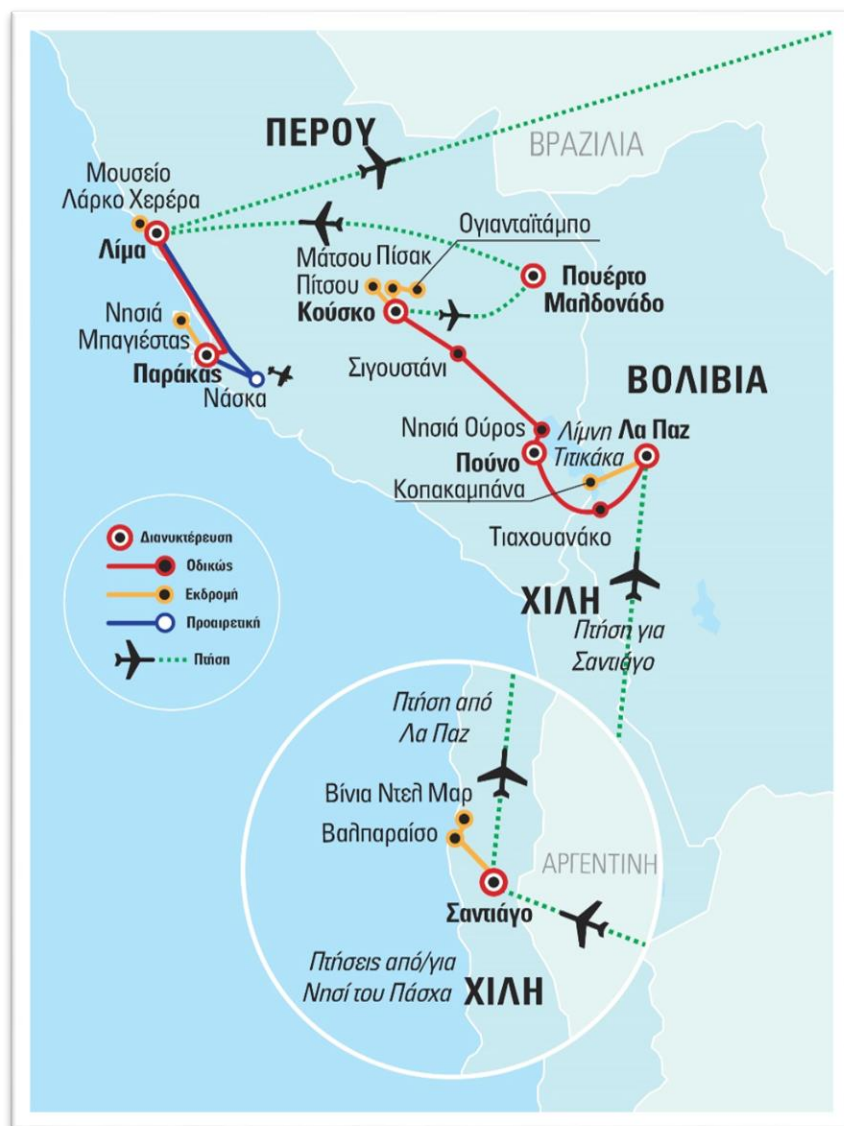 ΠΕΡΟΥ
ΒΡΑΖΙΛΙΑ
Μουσείο
Λάρκο Χερέρα
Λίμα
Ογιανταϊτάμπο
Μάτσου
Πίτσου
Πίσακ
Κούσκο
Πουέρτο
Μαλδονάδο
Νησιά
Μπαγιέστας
Παράκας
Νάσκα
Σιγουστάνι
ΒΟΛΙΒΙΑ
Νησιά Ούρος
Λίμνη
Τιτικάκα
Λα Παζ
Πούνο
Κοπακαμπάνα
Τιαχουανάκο
Διανυκτέρευση
Οδικώς
Εκδρομή
Προαιρετική
Πτήση
ΧΙΛΗ
Πτήση για
Σαντιάγο
Πτήση από
Λα Παζ
Βίνια Ντελ Μαρ
Βαλπαραίσο
ΑΡΓΕΝΤΙΝΗ
Σαντιάγο
Πτήσεις από/για
Νησί του Πάσχα
ΧΙΛΗ